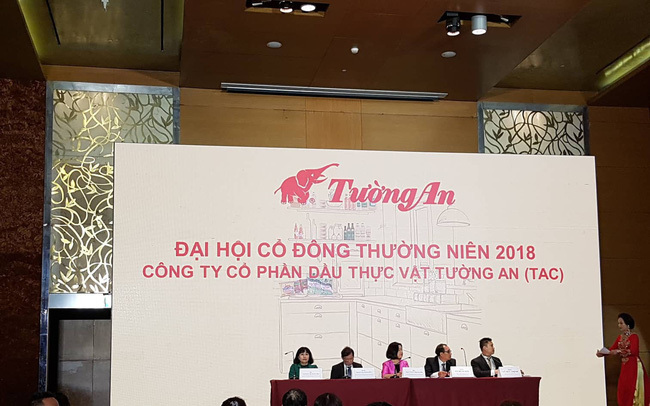 Tường An
ĐẠI HỘI CỔ ĐÔNG THƯỜNG NIÊN 2018
CÔNG TY CỔ PHẦN DẦU THỰC VẬT TƯỜNG AN (TAC)